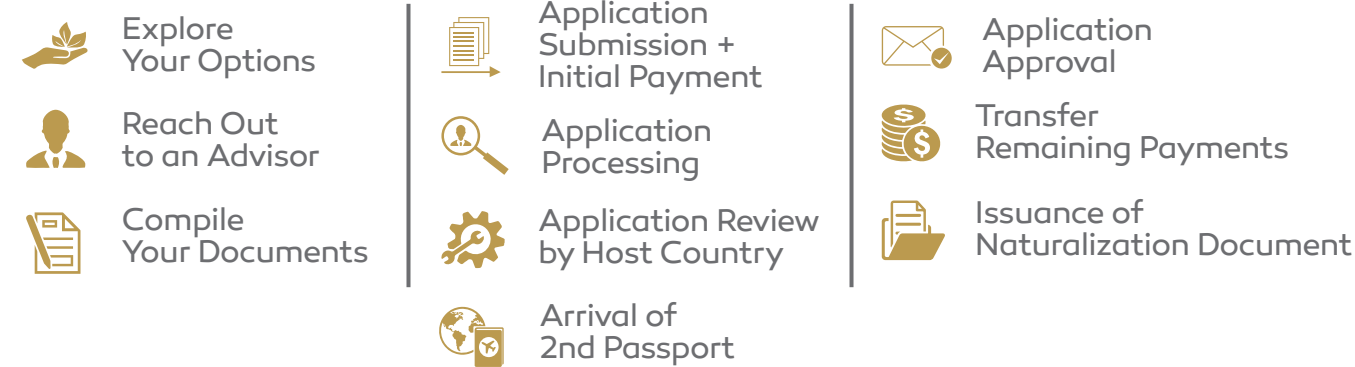 Explore
Your Options
Reach Out
to an Advisor
Compile
Your Documents
Application
Submission +
Initial Payment
Application
Processing
Application Review
by Host Country
Application
Approval
Transfer
Remaining Payments
Issuance of
Naturalization Document
Arrival of
2nd Passport